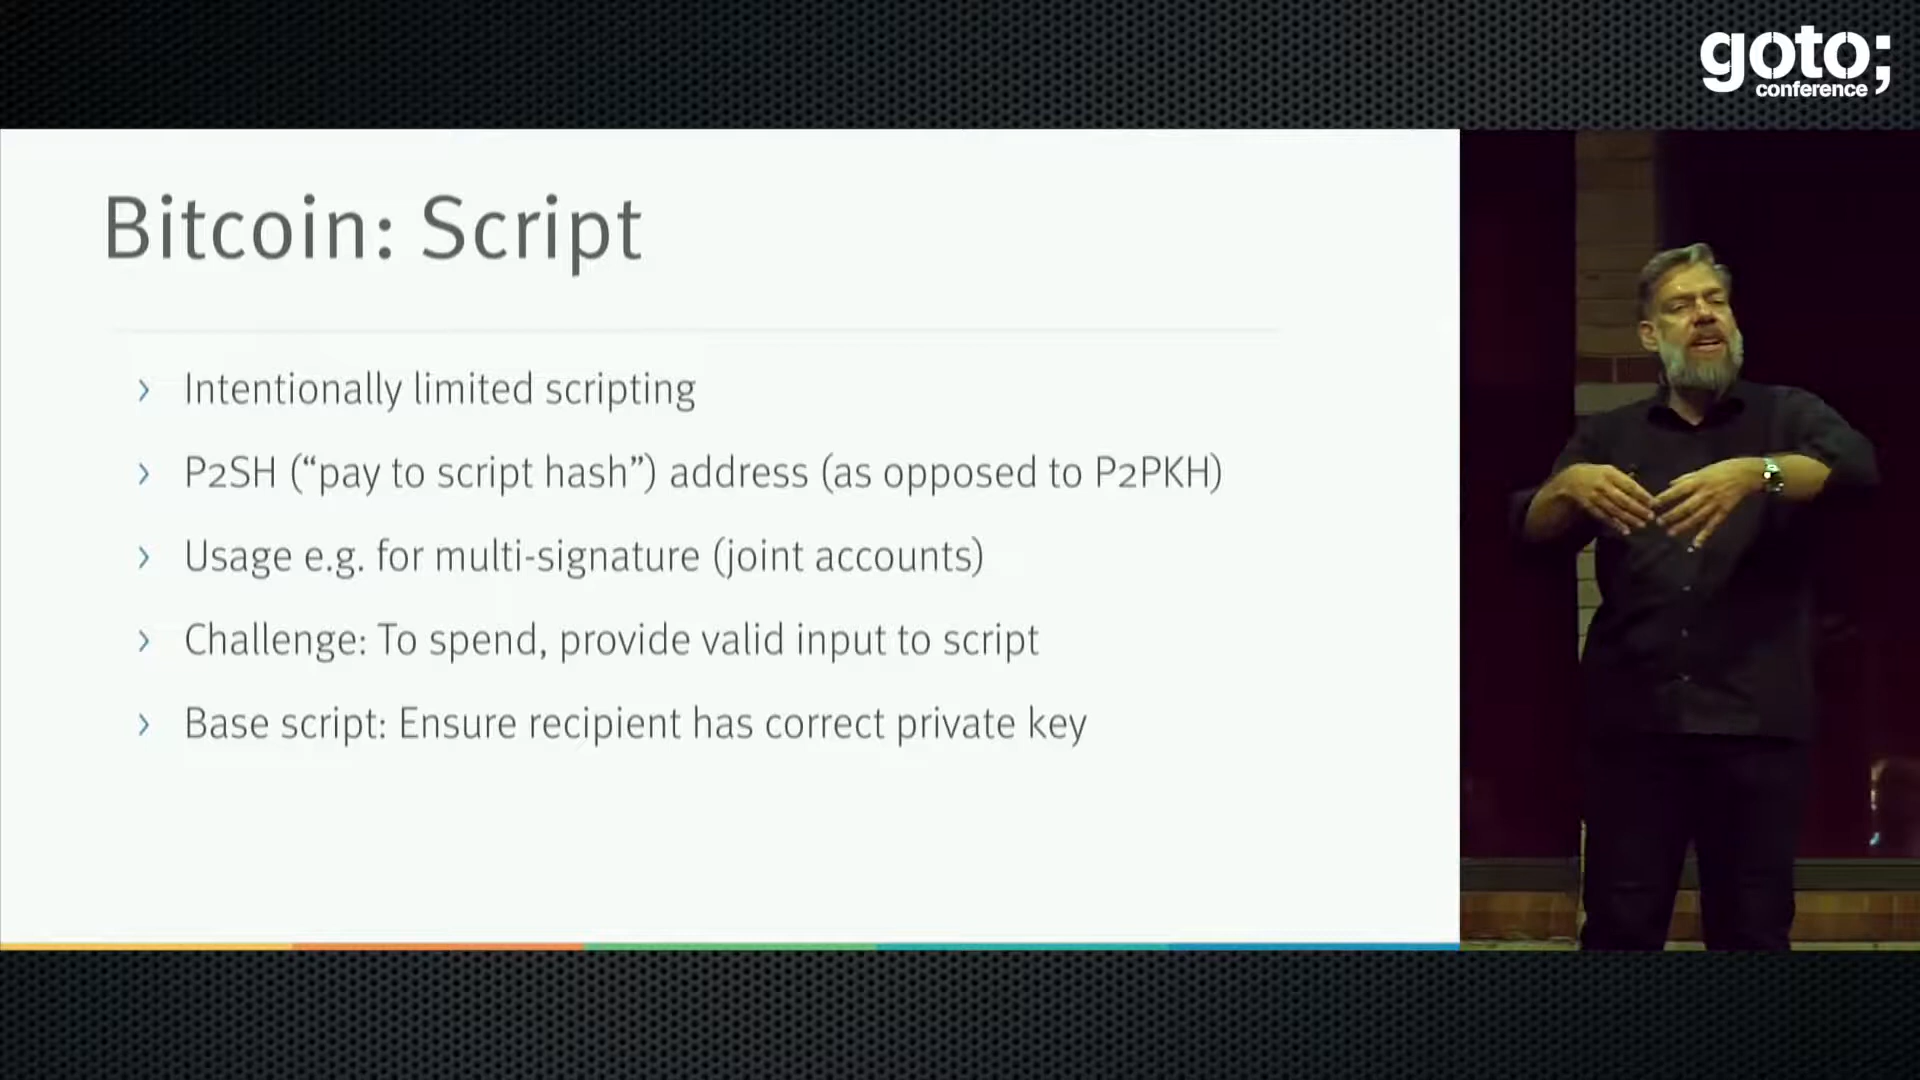 goto;
conference
Bitcoin: Script
› Intentionally limited scripting
› P2SH (“pay to script hash”) address (as opposed to P2PKH)
› Usage e.g. for multi-signature (joint accounts)
› Challenge: To spend, provide valid input to script
› Base script: Ensure recipient has correct private key